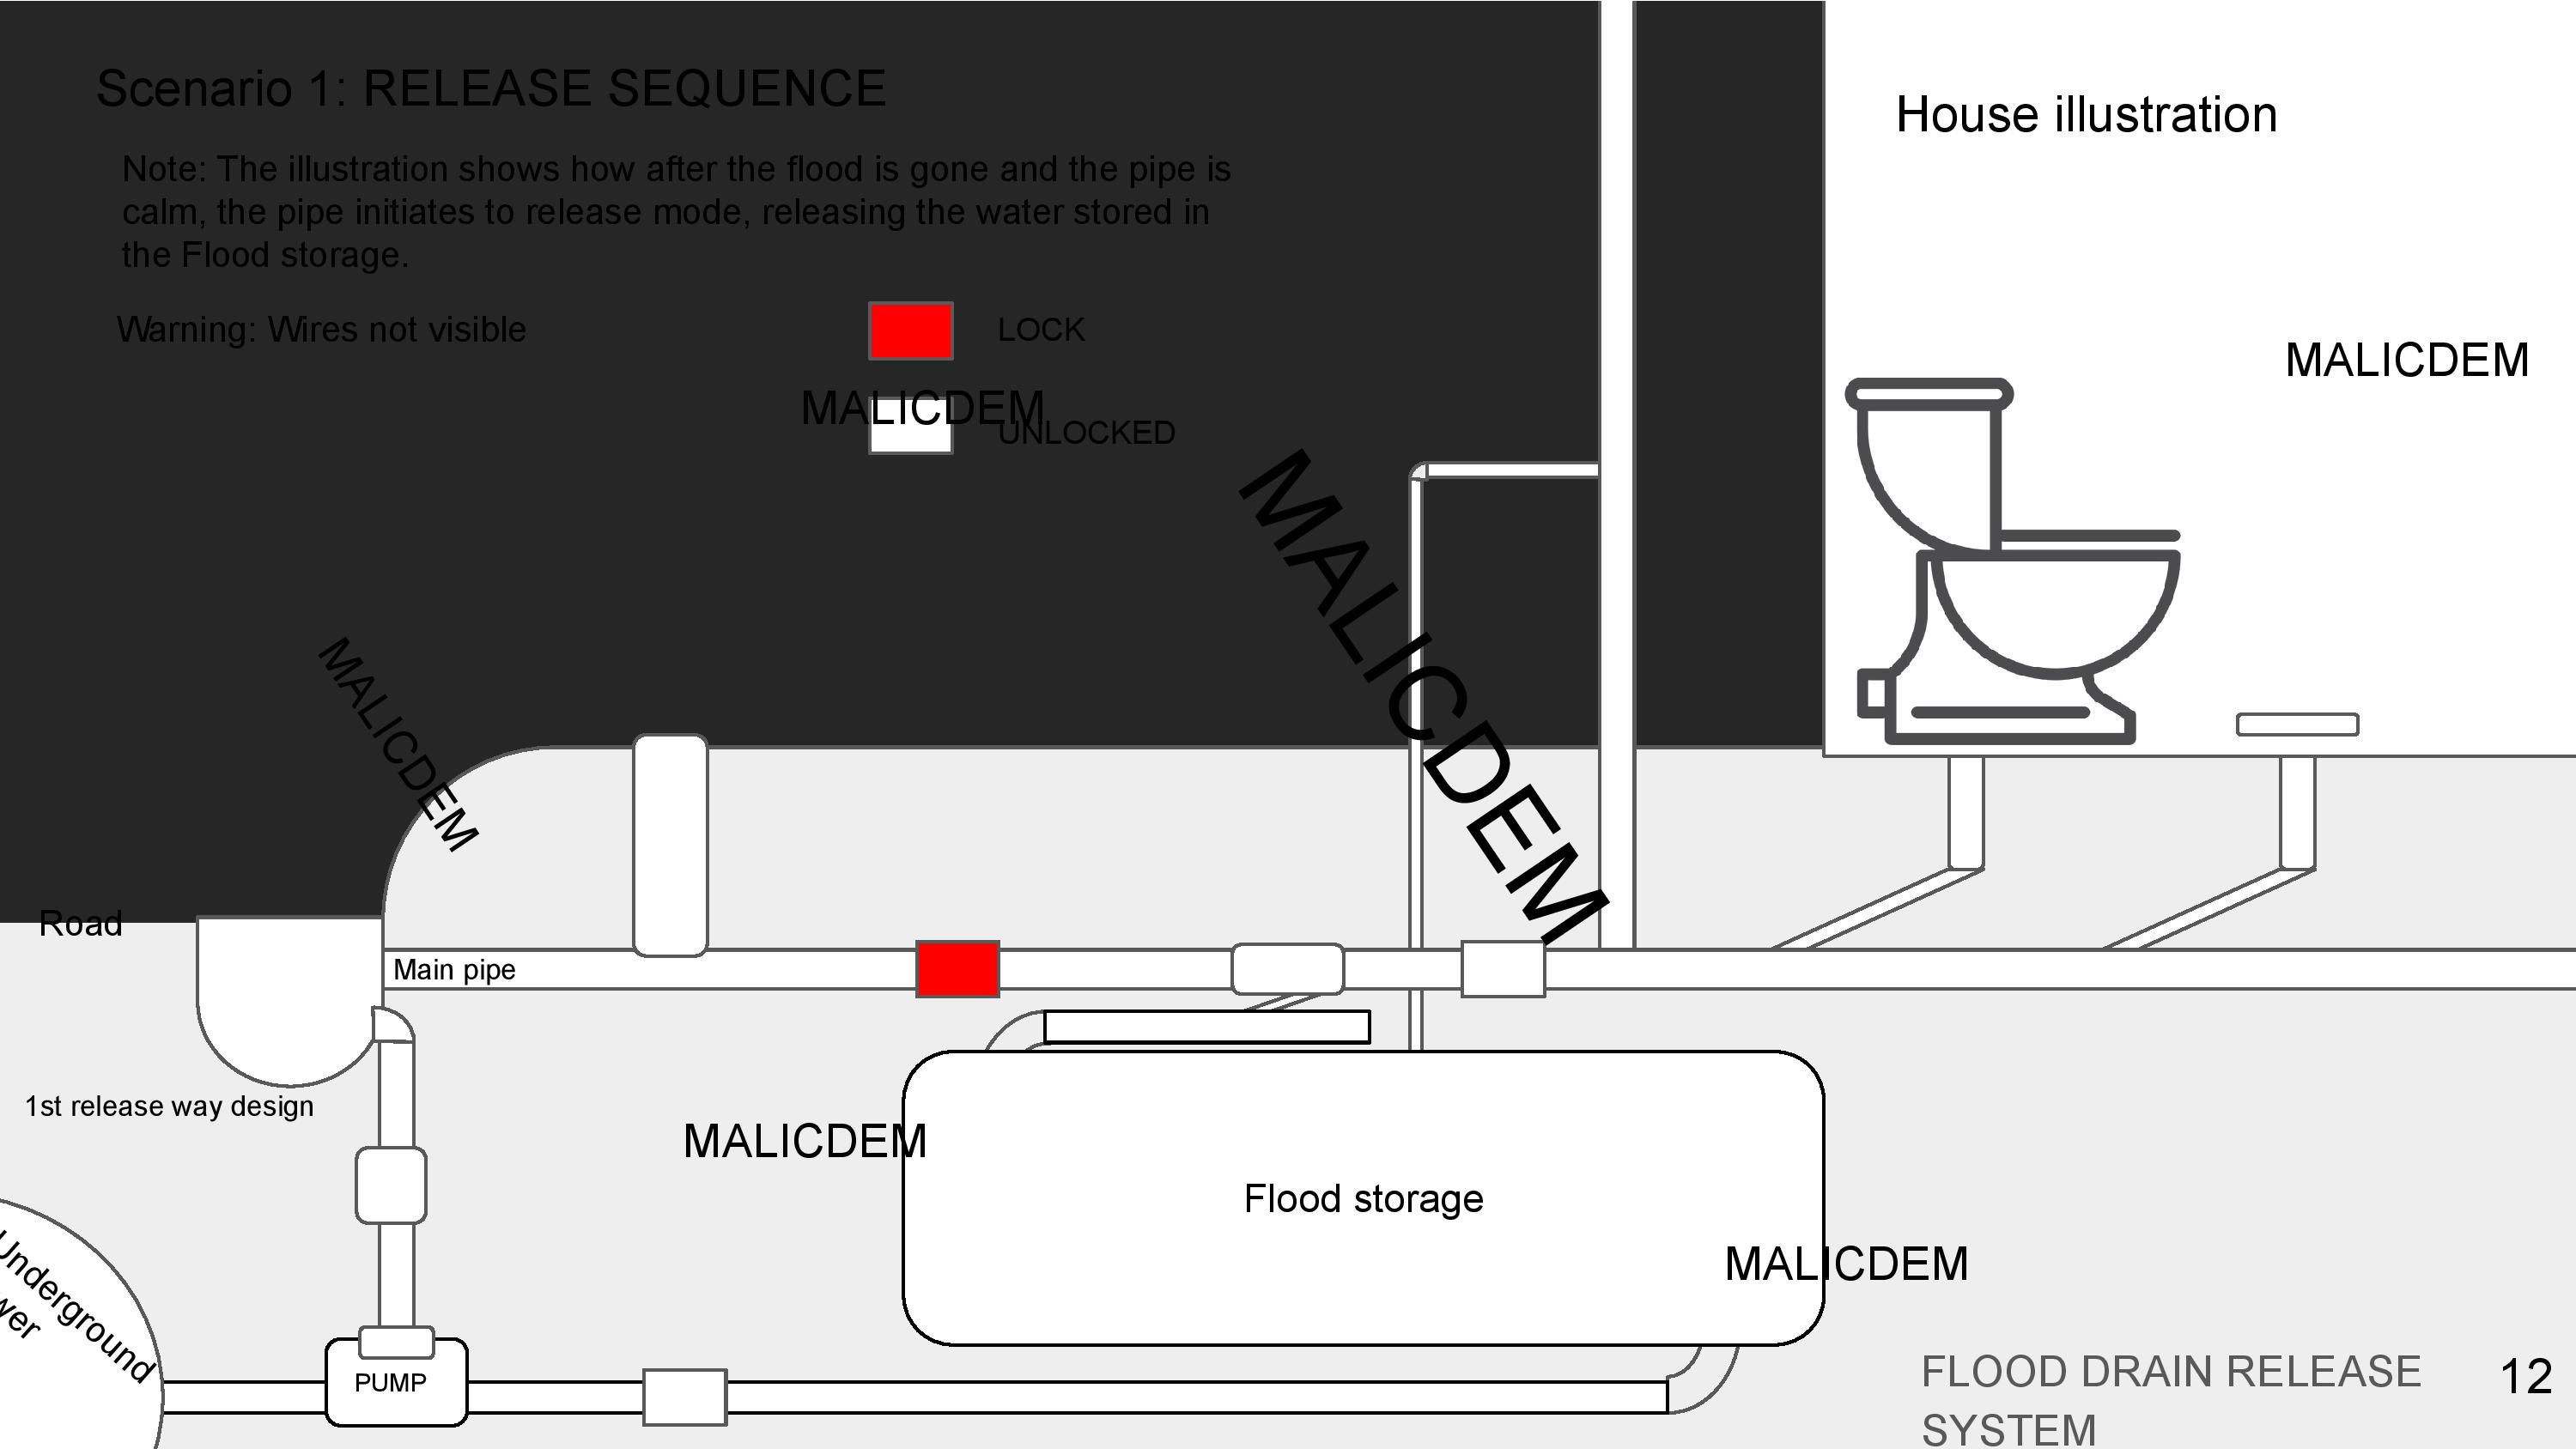 Scenario 1: RELEASE SEQUENCE
House illustration
Note: The illustration shows how after the flood is gone and the pipe is
calm, the pipe initiates to release mode, releasing the water stored in
the Flood storage.
Warning: Wires not visible
LOCK
MALICDEM
MALICDEM
UNLOCKED
MALICDEM
MALICDEM
Road
Main pipe
1st release way design
MALICDEM
Flood storage
MALICDEM
Underground
wer
PUMP
FLOOD DRAIN RELEASE
SYSTEM
12